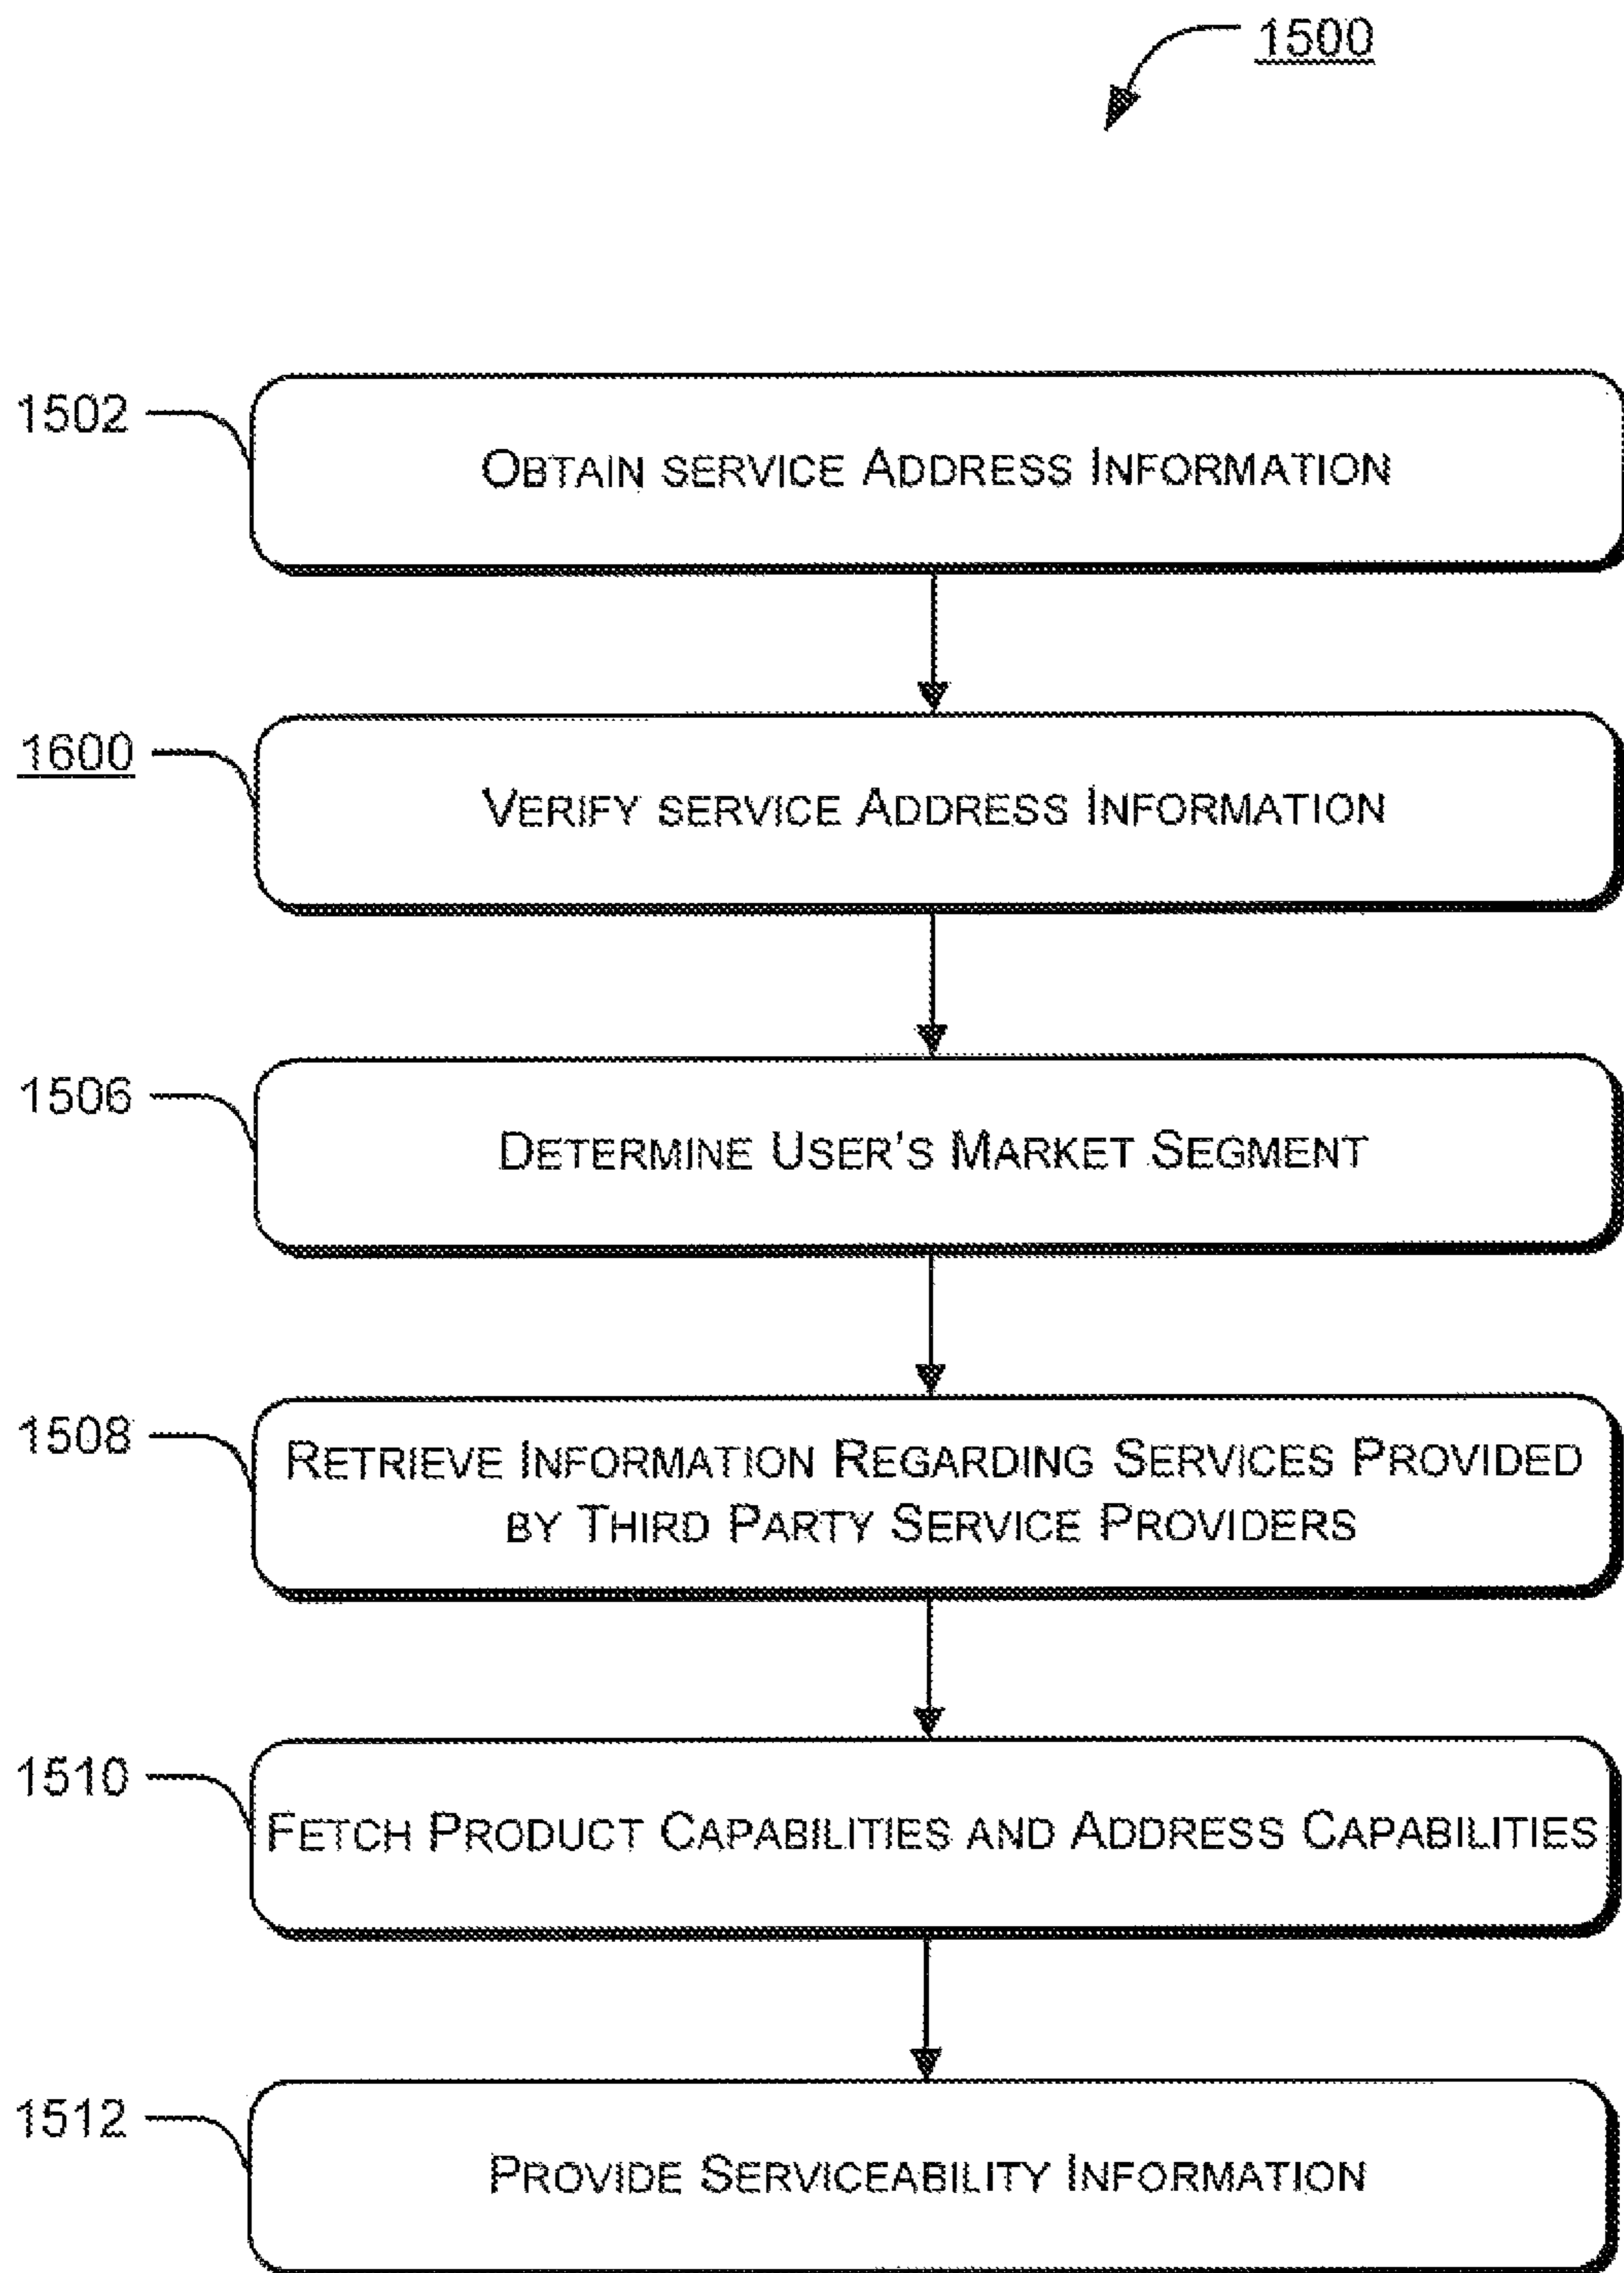 1500
1502
OBTAIN SERVICE ADDRESS INFORMATION
1600
VERIFY SERVICE ADDRESS INFORMATION
1506
DETERMINE USER'S MARKET SEGMENT
1508
RETRIEVE INFORMATION REGARDING SERVICES PROVIDED
BY THIRD PARTY SERVICE PROVIDERS
1510
FETCH PRODUCT CAPABILITIES AND ADDRESS CAPABILITIES
1512
PROVIDE SERVICEABILITY INFORMATION